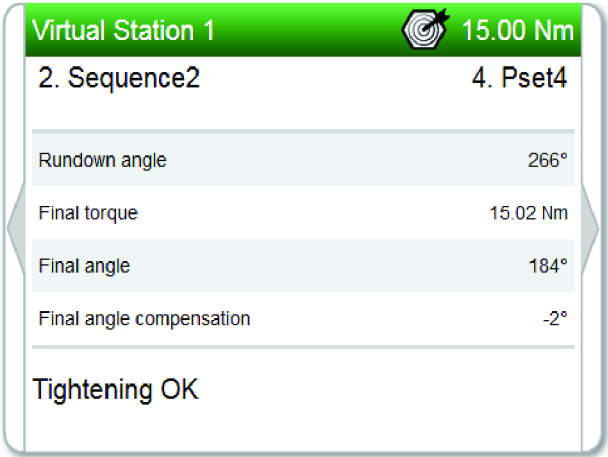 Virtual Station 1 15.00 Nm
2. Sequence2 4. Pset4
Rundown angle 266°
Final torque 15.02 Nm
Final angle 184°
Final angle compensation -2°
Tightening OK